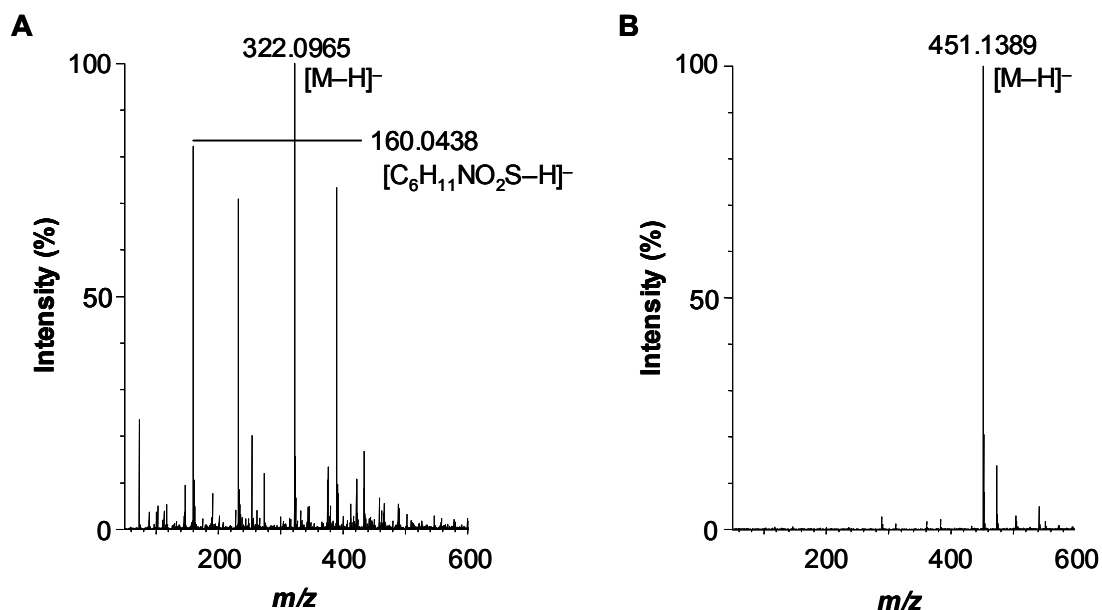 A
322.0965
[M–H]⁻
160.0438
[C₆H₁₁NO₂S–H]⁻
100
50
0
Intensity (%)
200 400 600
m/z
B
451.1389
[M–H]⁻
100
50
0
Intensity (%)
200 400 600
m/z